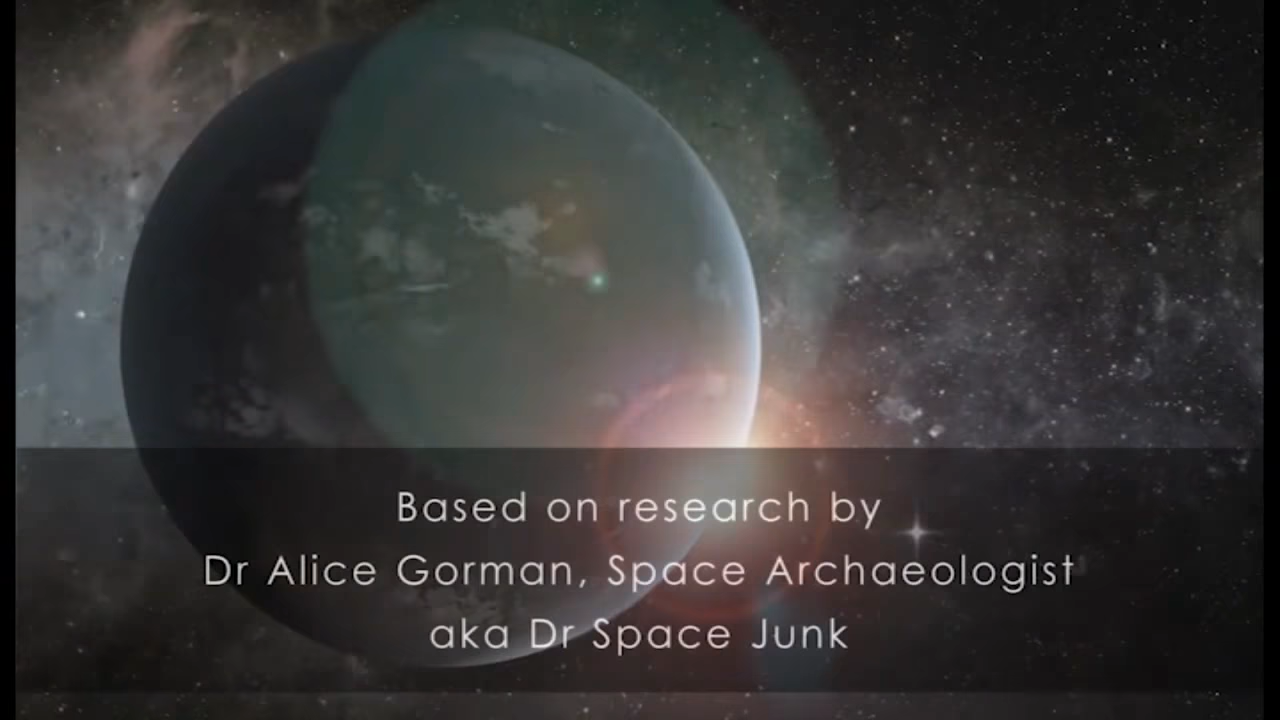 Based on research by
Dr Alice Gorman, Space Archaeologist
aka Dr Space Junk